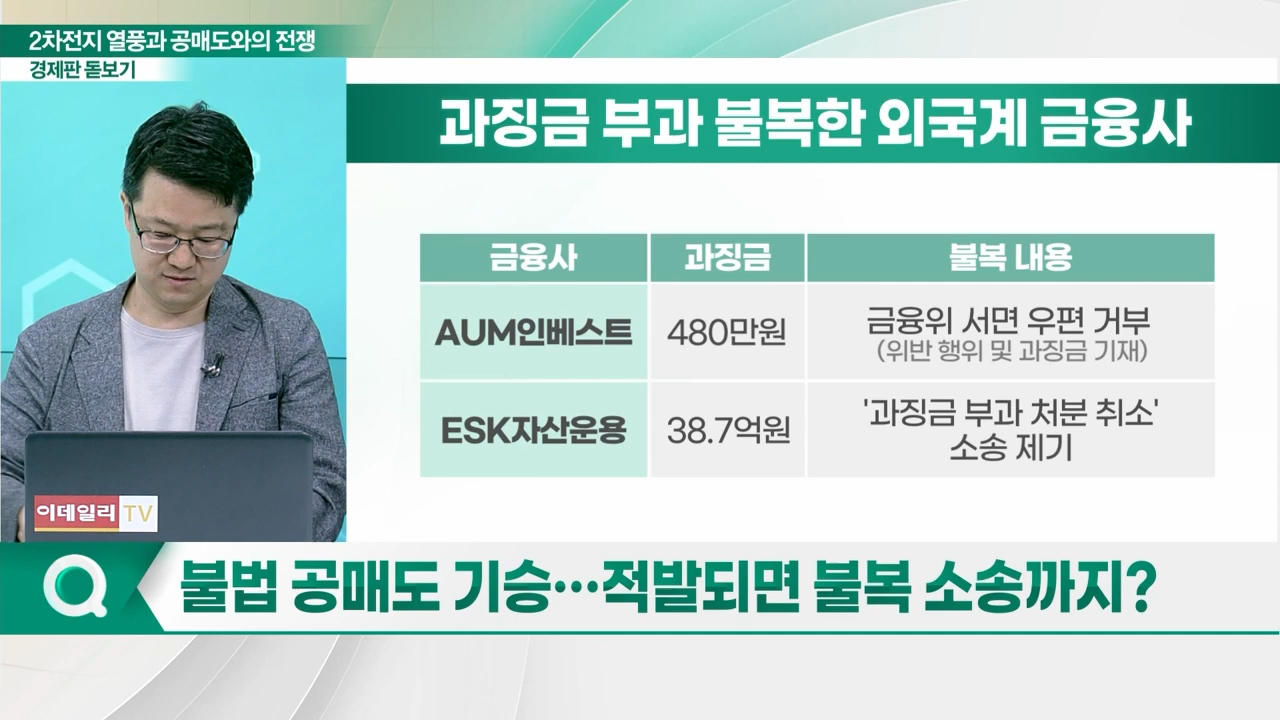 2차전지 열풍과 공매도와의 전쟁
경제판 돋보기
과징금 부과 불복한 외국계 금융사
금융사 과징금 불복 내용
AUM인베스트 480만원 금융위 서면 우편 거부
(위반 행위 및 과징금 기재)
ESK자산운용 38.7억원 '과징금 부과 처분 취소'
소송 제기
이데일리 TV
Q 불법 공매도 기승…적발되면 불복 소송까지?